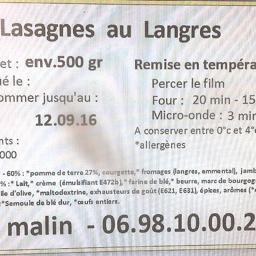 Lasagnes au Langres
et : env.500 gr
Remise en tempéra
ué le :
Percer le film
ommer jusqu'au :
Four : 20 min - 15
12.09.16
Micro-onde : 3 min
A conserver entre 0°c et 4°
nts :
*allergènes
000
- 60% : *pomme de terre 27%, courgette,* fromages (langres, emmental), jamb
% : * Lait,* crème (émulsifiant E472b), * farine de blé,* beurre, marc de bourgog
ile d'olive, *maltodextrine, exhausteurs de goût (E621, E631), épices, arômes (*
:*Semoule de blé dur, *œufs entiers.
malin - 06.98.10.00.2